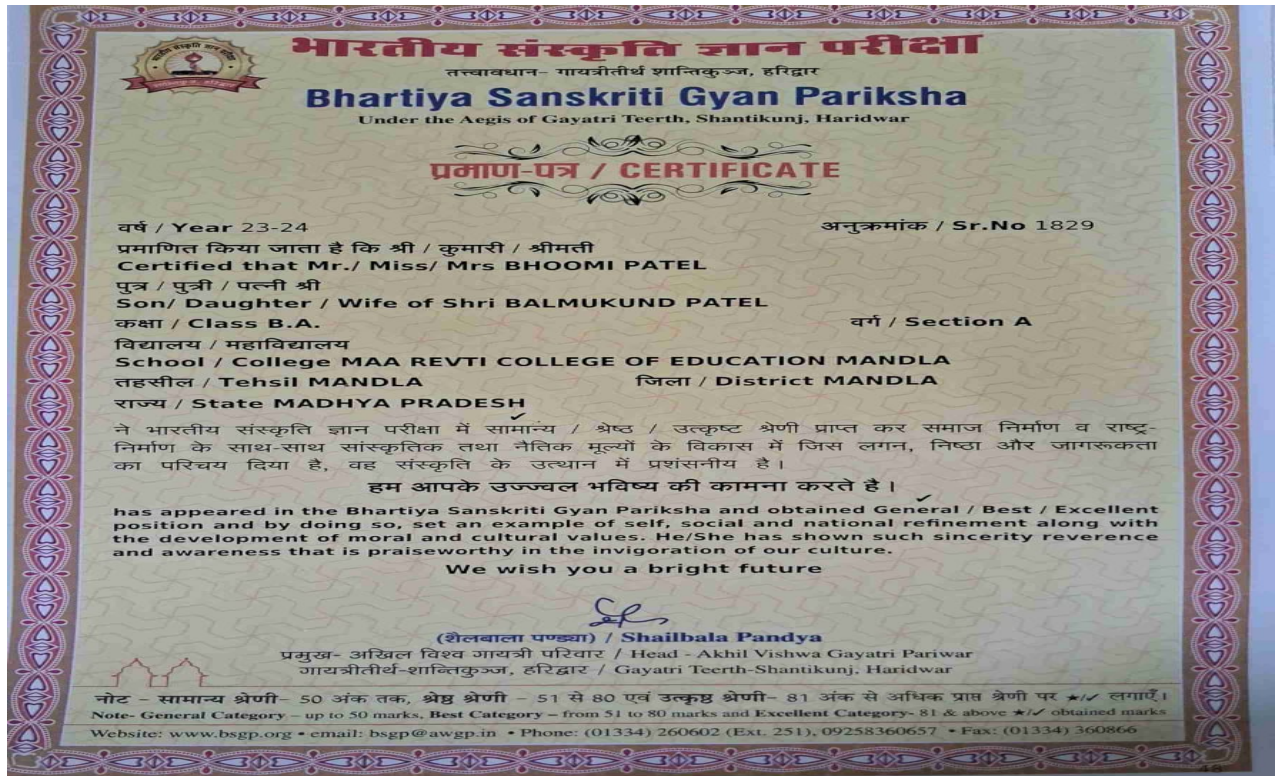 भारतीय संस्कृति ज्ञान परीक्षा
तत्त्वावधान- गायत्रीतीर्थ शान्तिकुञ्ज, हरिद्वार
Bhartiya Sanskriti Gyan Pariksha
Under the Aegis of Gayatri Teerth, Shantikunj, Haridwar
प्रमाण-पत्र / CERTIFICATE
वर्ष / Year 23-24 अनुक्रमांक / Sr.No 1829
प्रमाणित किया जाता है कि श्री / कुमारी / श्रीमती
Certified that Mr./ Miss/ Mrs BHOOMI PATEL
पुत्र / पुत्री / पत्नी श्री
Son/ Daughter / Wife of Shri BALMUKUND PATEL
कक्षा / Class B.A. वर्ग / Section A
विद्यालय / महाविद्यालय
School / College MAA REVTI COLLEGE OF EDUCATION MANDLA
तहसील / Tehsil MANDLA जिला / District MANDLA
राज्य / State MADHYA PRADESH
ने भारतीय संस्कृति ज्ञान परीक्षा में सामान्य / श्रेष्ठ / उत्कृष्ट श्रेणी प्राप्त कर समाज निर्माण व राष्ट्र-
निर्माण के साथ-साथ सांस्कृतिक तथा नैतिक मूल्यों के विकास में जिस लगन, निष्ठा और जागरूकता
का परिचय दिया है, वह संस्कृति के उत्थान में प्रशंसनीय है।
हम आपके उज्ज्वल भविष्य की कामना करते है।
has appeared in the Bhartiya Sanskriti Gyan Pariksha and obtained General / Best / Excellent
position and by doing so, set an example of self, social and national refinement along with
the development of moral and cultural values. He/She has shown such sincerity reverence
and awareness that is praiseworthy in the invigoration of our culture.
We wish you a bright future
(शैलबाला पण्ड्या) / Shailbala Pandya
प्रमुख- अखिल विश्व गायत्री परिवार / Head - Akhil Vishwa Gayatri Pariwar
गायत्रीतीर्थ-शान्तिकुञ्ज, हरिद्वार / Gayatri Teerth-Shantikunj, Haridwar
नोट - सामान्य श्रेणी- 50 अंक तक, श्रेष्ठ श्रेणी - 51 से 80 एवं उत्कृष्ठ श्रेणी- 81 अंक से अधिक प्राप्त श्रेणी पर ★/✓ लगाएँ।
Note- General Category - up to 50 marks, Best Category - from 51 to 80 marks and Excellent Category- 81 & above ★/✓ obtained marks
Website: www.bsgp.org • email: bsgp@awgp.in • Phone: (01334) 260602 (Ext. 251), 09258360657 • Fax: (01334) 360866